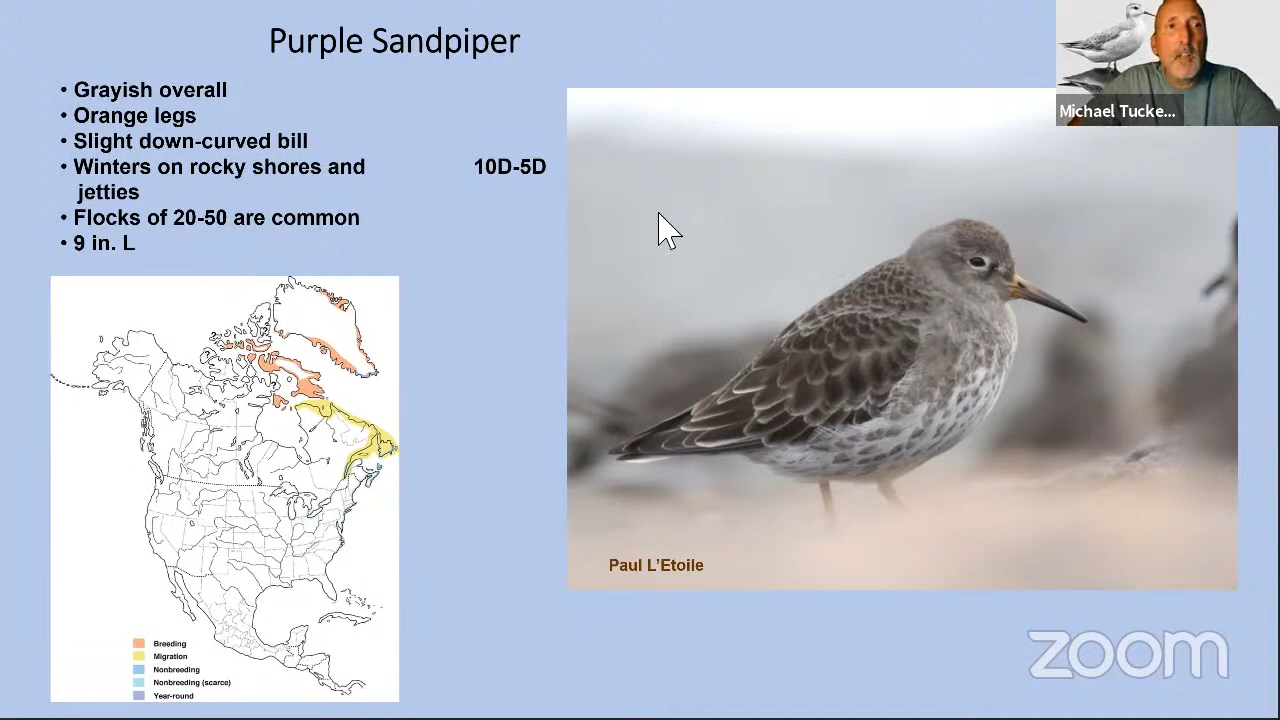 Purple Sandpiper
• Grayish overall
• Orange legs
• Slight down-curved bill
• Winters on rocky shores and jetties
10D-5D
• Flocks of 20-50 are common
• 9 in. L
Michael Tucke...
Paul L'Etoile
Breeding
Migration
Nonbreeding
Nonbreeding (scarce)
Year-round
zoom